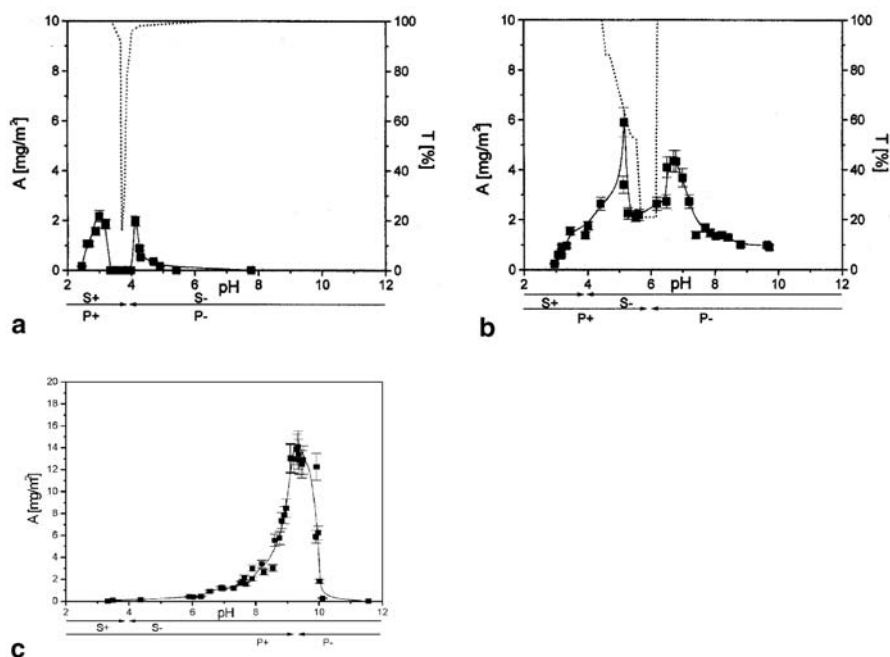 10 100
8 80
6 60
4 40
2 20
0 0
A [mg/m²]
T [%]
2 4 6 8 10 12
pH
S+ S-
P+ P-
a
10 100
8 80
6 60
4 40
2 20
0 0
A [mg/m²]
T [%]
2 4 6 8 10 12
pH
S+ S-
P+ P-
b
20
18
16
14
12
10
8
6
4
2
0
A [mg/m²]
2 4 6 8 10 12
pH
S+ S-
P+ P-
c